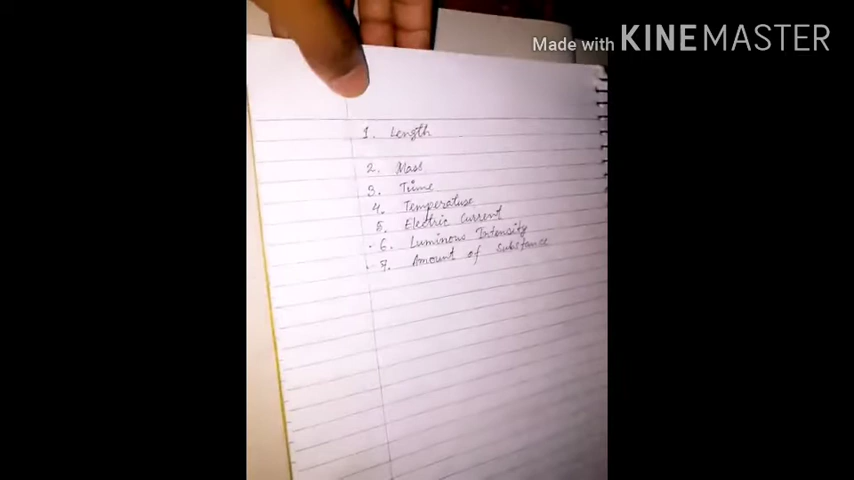 Made with KINEMASTER
1. Length
2. Mass
3. Time
4. Temperature
5. Electric current
6. Luminous Intensity
7. Amount of substance